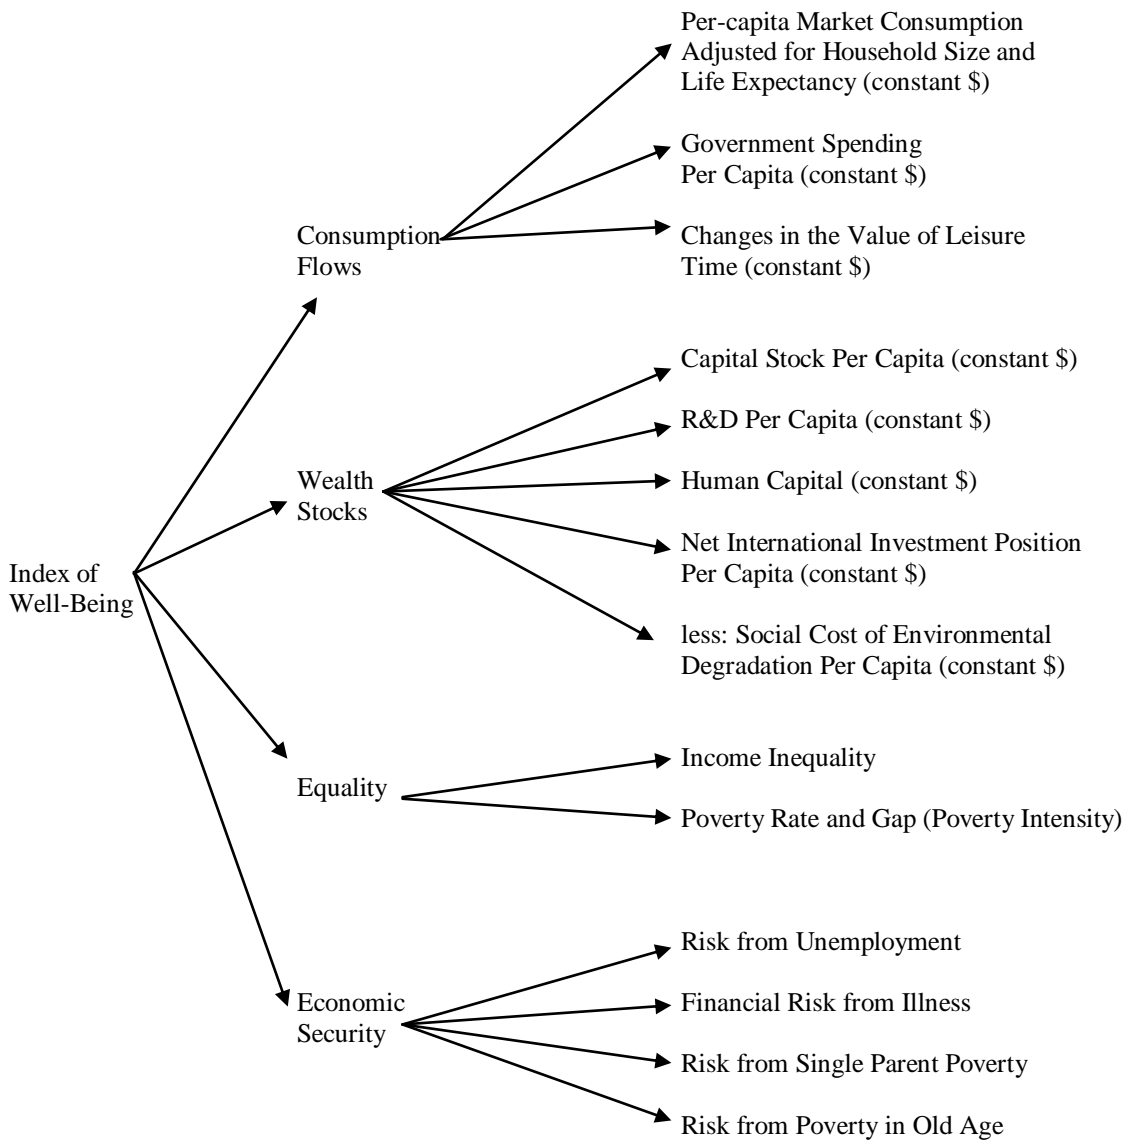 Per-capita Market Consumption
Adjusted for Household Size and
Life Expectancy (constant $)
Government Spending
Per Capita (constant $)
Consumption
Flows
Changes in the Value of Leisure
Time (constant $)
Capital Stock Per Capita (constant $)
R&D Per Capita (constant $)
Wealth
Stocks
Human Capital (constant $)
Net International Investment Position
Per Capita (constant $)
Index of
Well-Being
less: Social Cost of Environmental
Degradation Per Capita (constant $)
Equality
Income Inequality
Poverty Rate and Gap (Poverty Intensity)
Economic
Security
Risk from Unemployment
Financial Risk from Illness
Risk from Single Parent Poverty
Risk from Poverty in Old Age